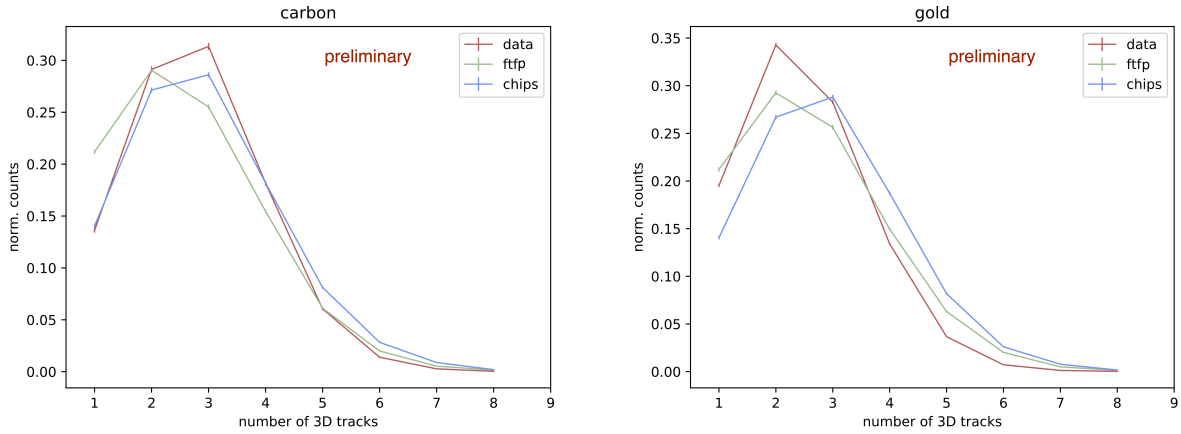 carbon
preliminary
data
ftfp
chips
norm. counts
0.30
0.25
0.20
0.15
0.10
0.05
0.00
1 2 3 4 5 6 7 8 9
number of 3D tracks
gold
preliminary
data
ftfp
chips
norm. counts
0.35
0.30
0.25
0.20
0.15
0.10
0.05
0.00
1 2 3 4 5 6 7 8 9
number of 3D tracks